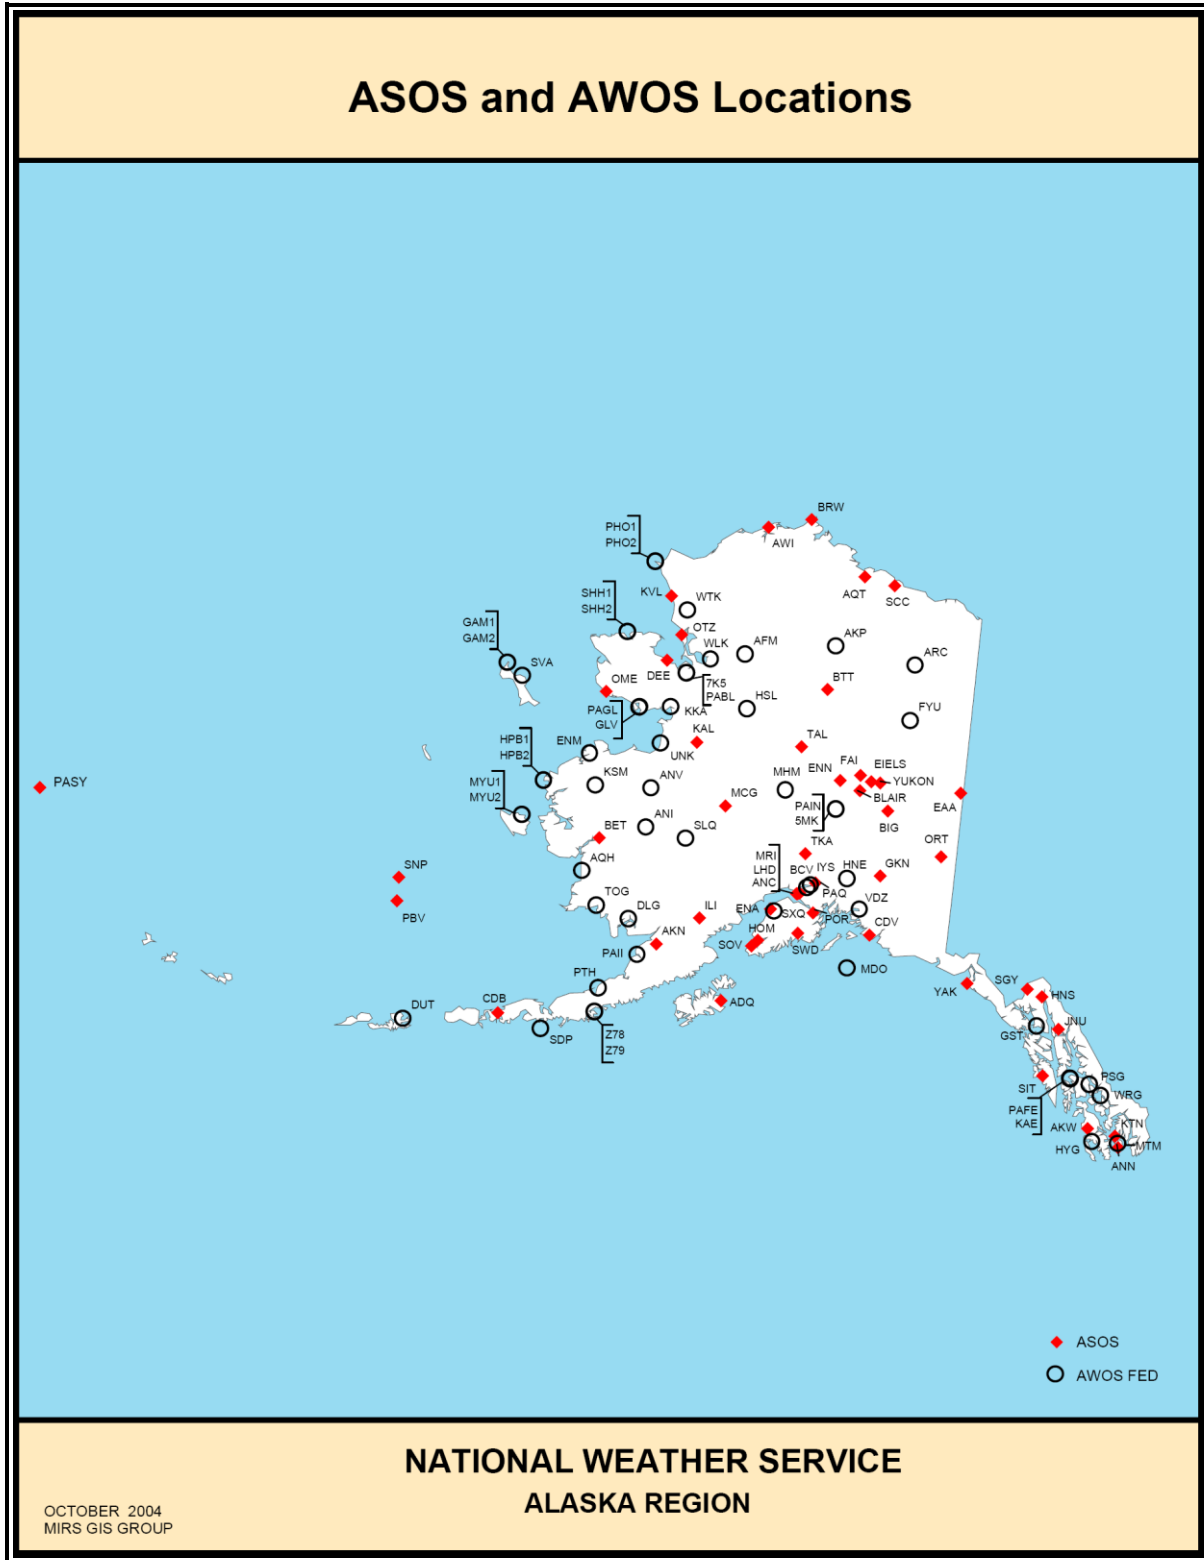 ASOS and AWOS Locations
BRW
AWI
PHO1
PHO2
AQT
SCC
KVL
WTK
SHH1
SHH2
OTZ
GAM1
GAM2
SVA
WLK
AFM
AKP
ARC
DEE
7K5
PABL
OME
BTT
HSL
PAGL
GLV
KKA
FYU
KAL
UNK
TAL
HPB1
HPB2
ENM
KSM
ANV
MHM
ENN
FAI
EIELS
YUKON
BLAIR
EAA
PASY
MYU1
MYU2
MCG
PAIN
5MK
BIG
ANI
SLQ
BET
TKA
ORT
MRI
LHD
ANC
BCV
IYS
PAQ
HNE
GKN
AQH
SNP
PBV
TOG
DLG
ILI
ENA
SXQ
POR
VDZ
CDV
HOM
SOV
SWD
AKN
PAII
MDO
PTH
YAK
SGY
HNS
CDB
DUT
SDP
Z78
Z79
ADQ
GST
JNU
SIT
PSG
WRG
PAFE
KAE
AKW
KTN
HYG
MTM
ANN
ASOS
AWOS FED
NATIONAL WEATHER SERVICE
ALASKA REGION
OCTOBER 2004
MIRS GIS GROUP